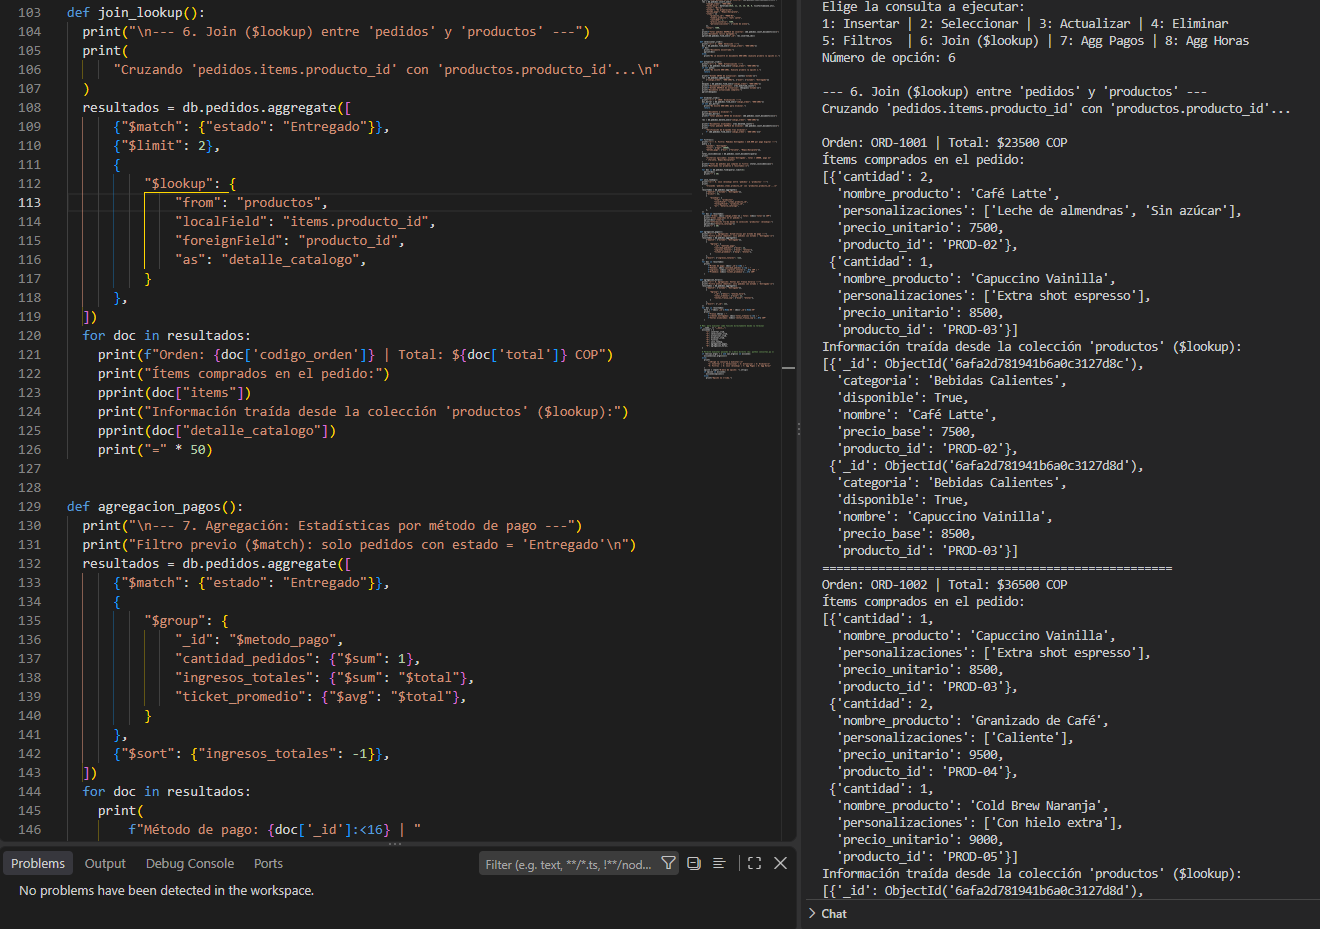 103 def join_lookup():
104 print("\n--- 6. Join ($lookup) entre 'pedidos' y 'productos' ---")
105 print(
106 "Cruzando 'pedidos.items.producto_id' con 'productos.producto_id'...\n"
107 )
108 resultados = db.pedidos.aggregate([
109 {"$match": {"estado": "Entregado"}},
110 {"$limit": 2},
111 {
112 "$lookup": {
113 "from": "productos",
114 "localField": "items.producto_id",
115 "foreignField": "producto_id",
116 "as": "detalle_catalogo",
117 }
118 },
119 ])
120 for doc in resultados:
121 print(f"Orden: {doc['codigo_orden']} | Total: ${doc['total']} COP")
122 print("Ítems comprados en el pedido:")
123 pprint(doc["items"])
124 print("Información traída desde la colección 'productos' ($lookup):")
125 pprint(doc["detalle_catalogo"])
126 print("=" * 50)
127
128
129 def agregacion_pagos():
130 print("\n--- 7. Agregación: Estadísticas por método de pago ---")
131 print("Filtro previo ($match): solo pedidos con estado = 'Entregado'\n")
132 resultados = db.pedidos.aggregate([
133 {"$match": {"estado": "Entregado"}},
134 {
135 "$group": {
136 "_id": "$metodo_pago",
137 "cantidad_pedidos": {"$sum": 1},
138 "ingresos_totales": {"$sum": "$total"},
139 "ticket_promedio": {"$avg": "$total"},
140 }
141 },
142 {"$sort": {"ingresos_totales": -1}},
143 ])
144 for doc in resultados:
145 print(
146 f"Método de pago: {doc['_id']:<16} | "
Problems Output Debug Console Ports Filter (e.g. text, **/*.ts, !**/nod...
No problems have been detected in the workspace.
Elige la consulta a ejecutar:
1: Insertar | 2: Seleccionar | 3: Actualizar | 4: Eliminar
5: Filtros | 6: Join ($lookup) | 7: Agg Pagos | 8: Agg Horas
Número de opción: 6
--- 6. Join ($lookup) entre 'pedidos' y 'productos' ---
Cruzando 'pedidos.items.producto_id' con 'productos.producto_id'...
Orden: ORD-1001 | Total: $23500 COP
Ítems comprados en el pedido:
[{'cantidad': 2,
'nombre_producto': 'Café Latte',
'personalizaciones': ['Leche de almendras', 'Sin azúcar'],
'precio_unitario': 7500,
'producto_id': 'PROD-02'},
{'cantidad': 1,
'nombre_producto': 'Capuccino Vainilla',
'personalizaciones': ['Extra shot espresso'],
'precio_unitario': 8500,
'producto_id': 'PROD-03'}]
Información traída desde la colección 'productos' ($lookup):
[{'_id': ObjectId('6afa2d781941b6a0c3127d8c'),
'categoria': 'Bebidas Calientes',
'disponible': True,
'nombre': 'Café Latte',
'precio_base': 7500,
'producto_id': 'PROD-02'},
{'_id': ObjectId('6afa2d781941b6a0c3127d8d'),
'categoria': 'Bebidas Calientes',
'disponible': True,
'nombre': 'Capuccino Vainilla',
'precio_base': 8500,
'producto_id': 'PROD-03'}]
==================================================
Orden: ORD-1002 | Total: $36500 COP
Ítems comprados en el pedido:
[{'cantidad': 1,
'nombre_producto': 'Capuccino Vainilla',
'personalizaciones': ['Extra shot espresso'],
'precio_unitario': 8500,
'producto_id': 'PROD-03'},
{'cantidad': 2,
'nombre_producto': 'Granizado de Café',
'personalizaciones': ['Caliente'],
'precio_unitario': 9500,
'producto_id': 'PROD-04'},
{'cantidad': 1,
'nombre_producto': 'Cold Brew Naranja',
'personalizaciones': ['Con hielo extra'],
'precio_unitario': 9000,
'producto_id': 'PROD-05'}]
Información traída desde la colección 'productos' ($lookup):
[{'_id': ObjectId('6afa2d781941b6a0c3127d8d'),
Chat